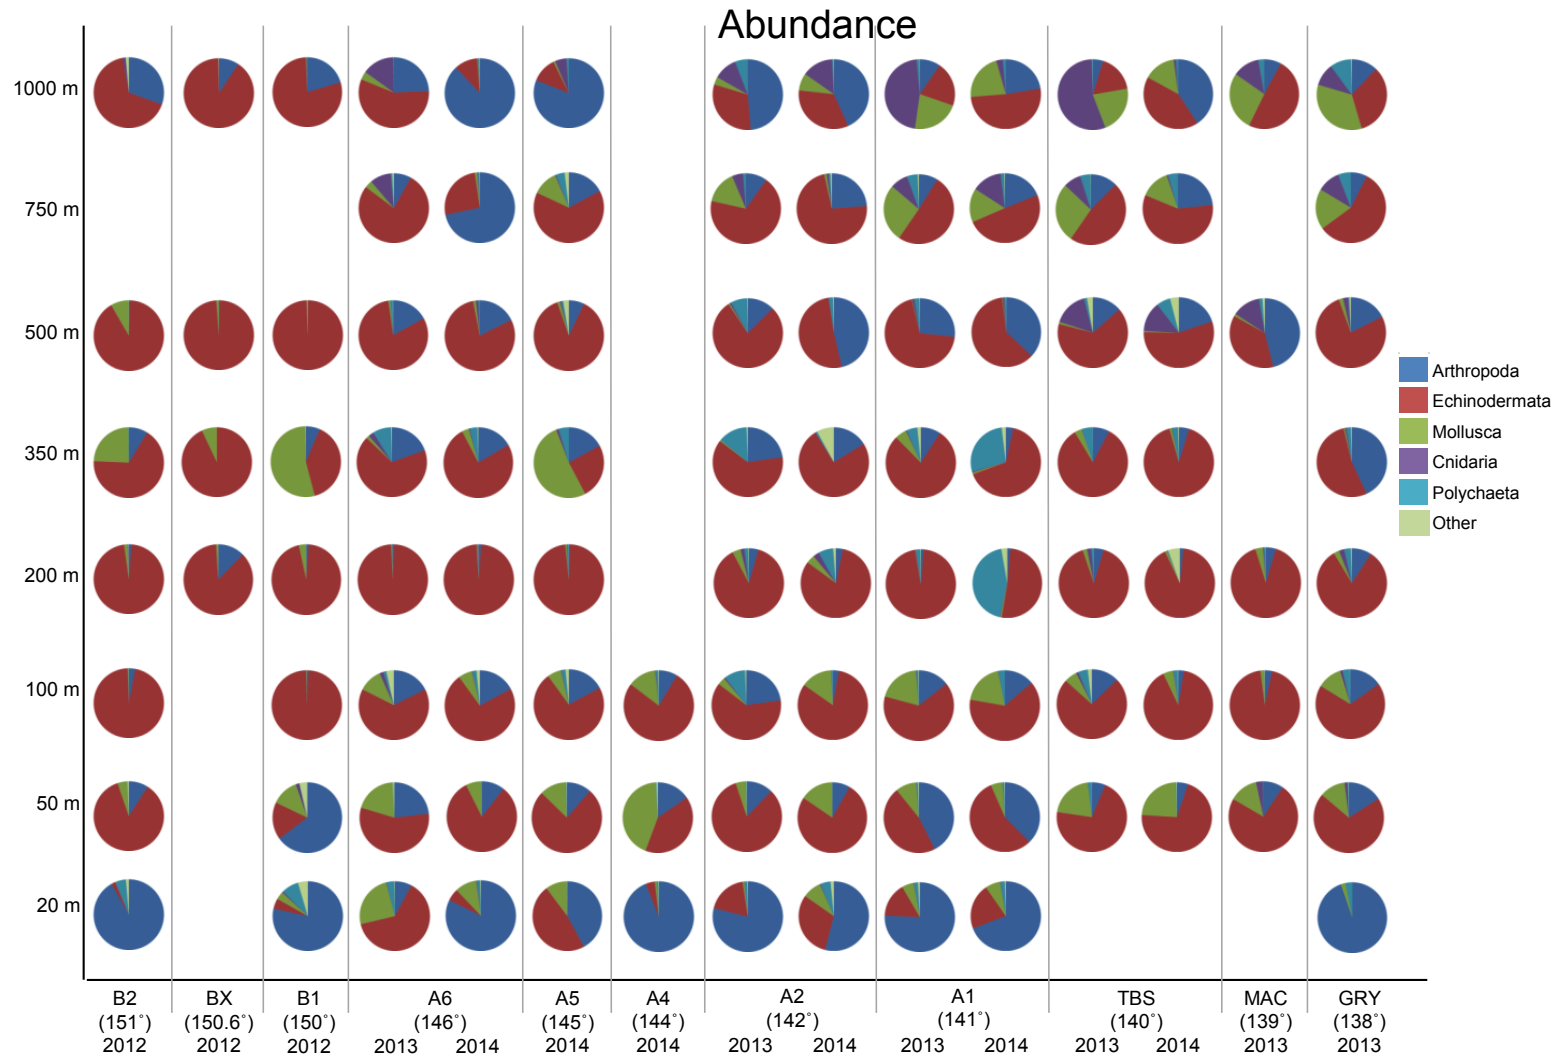 Abundance
1000 m
750 m
500 m
350 m
200 m
100 m
50 m
20 m
Arthropoda
Echinodermata
Mollusca
Cnidaria
Polychaeta
Other
B2 BX B1 A6 A5 A4 A2 A1 TBS MAC GRY
(151˚) (150.6˚) (150˚) (146˚) (145˚) (144˚) (142˚) (141˚) (140˚) (139˚) (138˚)
2012 2012 2012 2013 2014 2014 2014 2013 2014 2013 2014 2013 2014 2013 2013